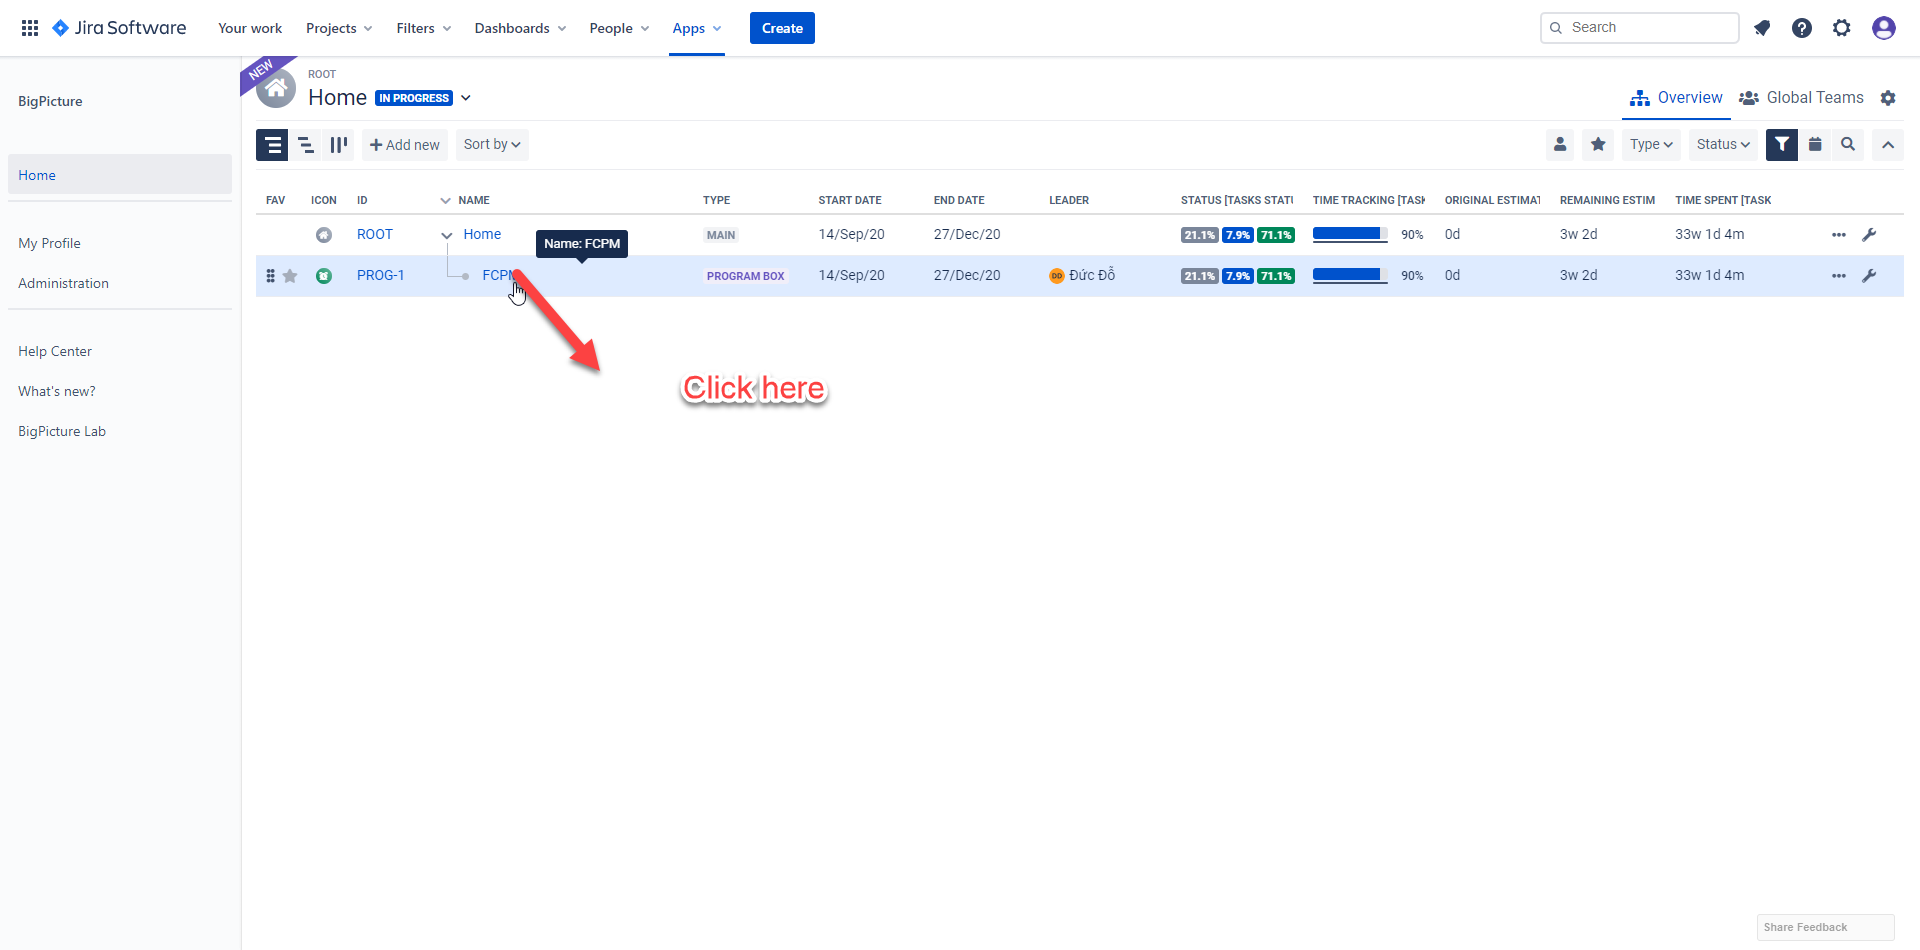 Jira Software Your work Projects Filters Dashboards People Apps Create Search
NEW
ROOT
Home IN PROGRESS
Overview Global Teams
BigPicture
Home
My Profile
Administration
Help Center
What's new?
BigPicture Lab
Add new Sort by Type Status
FAV ICON ID NAME TYPE START DATE END DATE LEADER STATUS [TASKS STATU TIME TRACKING [TASK ORIGINAL ESTIMAT REMAINING ESTIM TIME SPENT [TASK
ROOT Home MAIN 14/Sep/20 27/Dec/20 21.1% 7.9% 71.1% 90% 0d 3w 2d 33w 1d 4m
Name: FCPM
PROG-1 FCPM PROGRAM BOX 14/Sep/20 27/Dec/20 DD Đức Đỗ 21.1% 7.9% 71.1% 90% 0d 3w 2d 33w 1d 4m
Click here
Share Feedback